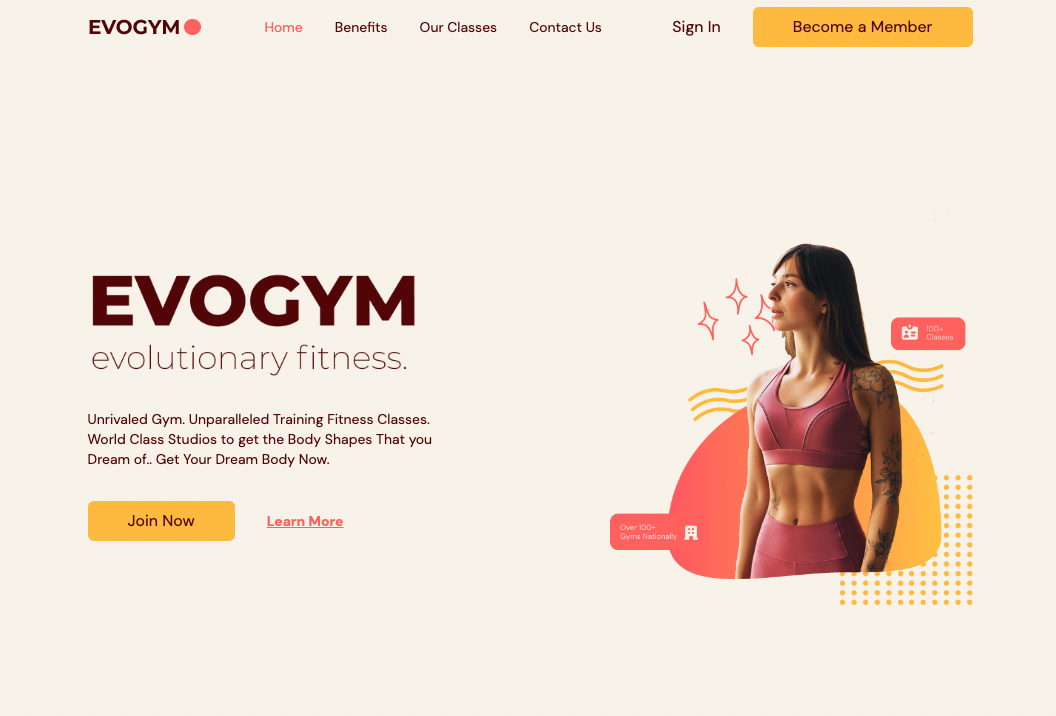 EVOGYM
Home
Benefits
Our Classes
Contact Us
Sign In
Become a Member
EVOGYM
evolutionary fitness.
Unrivaled Gym. Unparalleled Training Fitness Classes.
World Class Studios to get the Body Shapes That you
Dream of.. Get Your Dream Body Now.
Join Now
Learn More
100+
Classes
Over 100+
Gyms Nationally